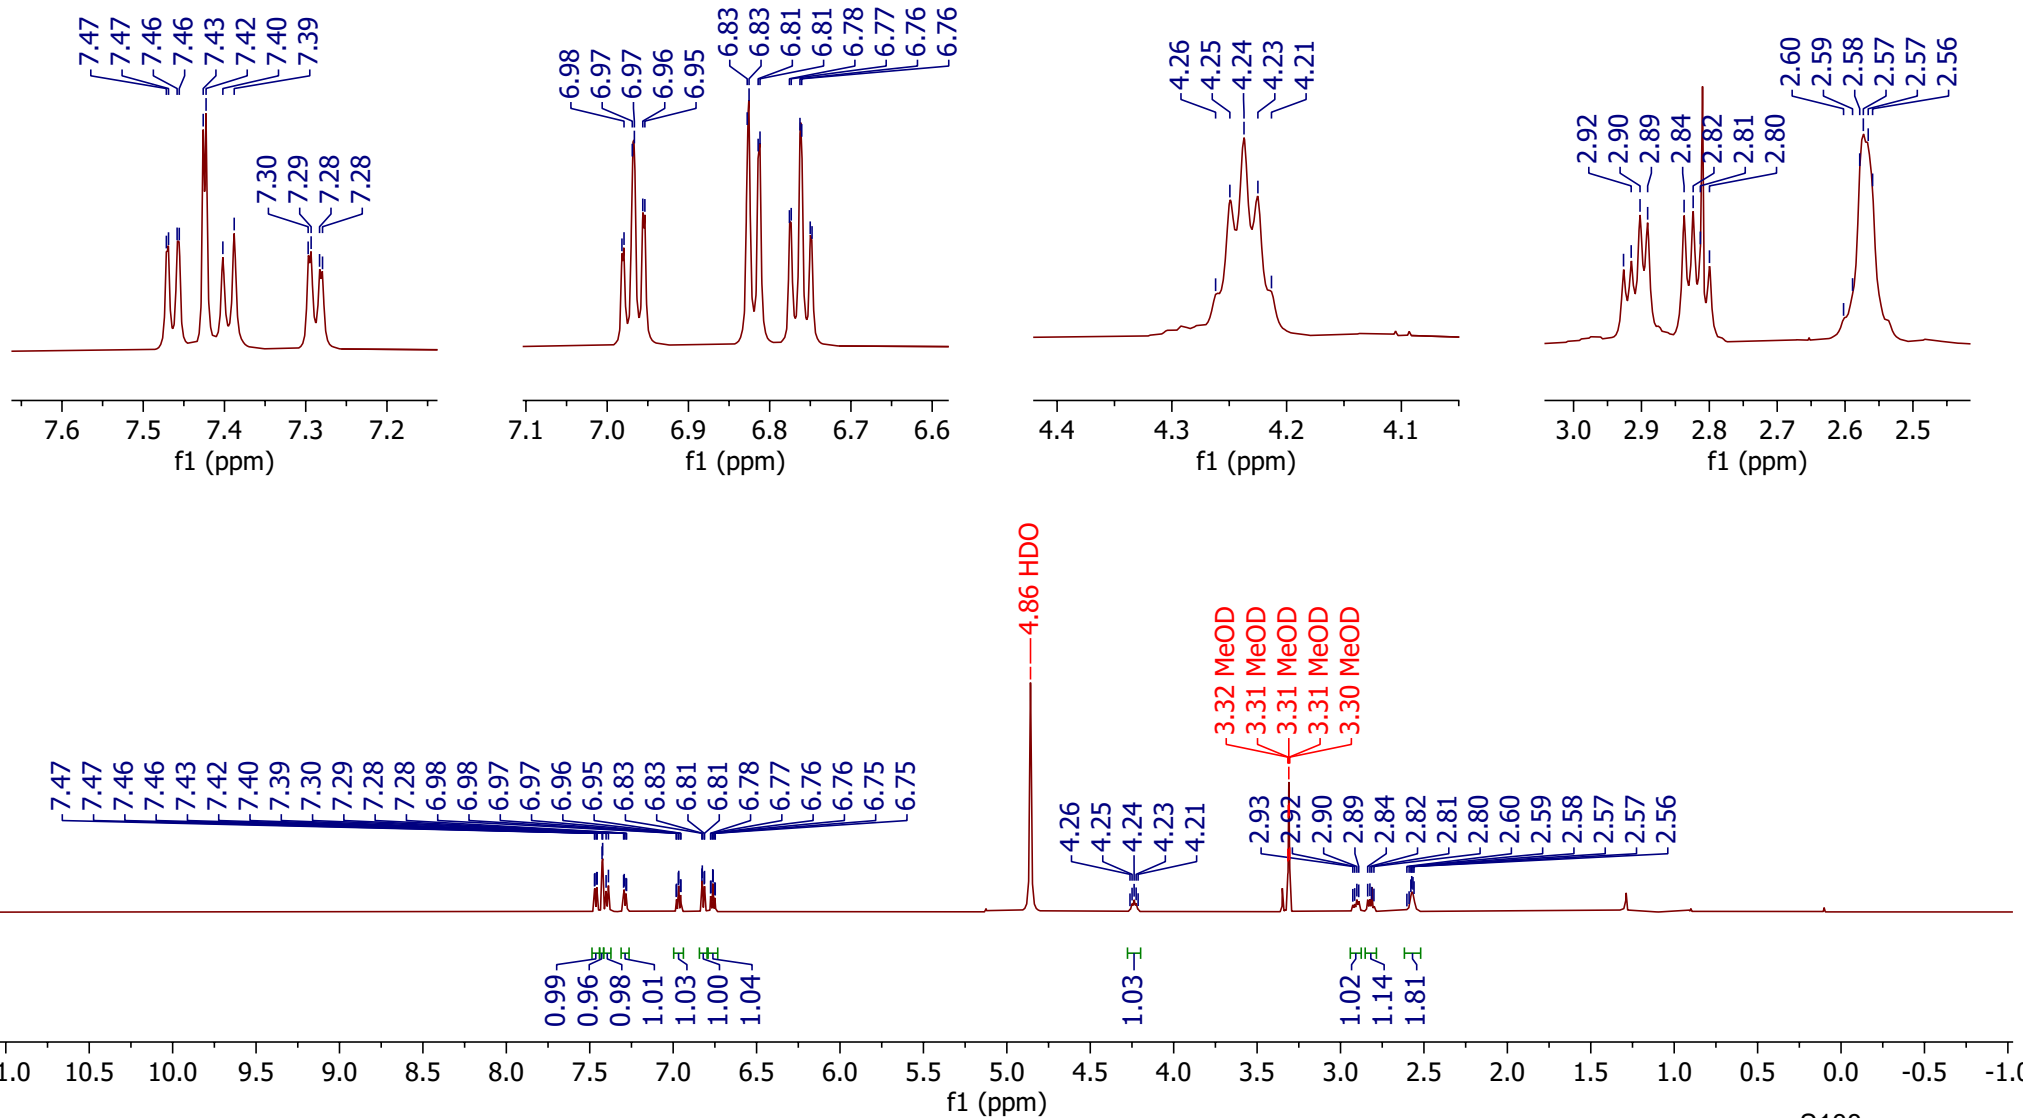 7.47 7.47 7.46 7.46 7.43 7.42 7.40 7.39
7.30 7.29 7.28 7.28
7.6 7.5 7.4 7.3 7.2
f1 (ppm)
6.98 6.97 6.97 6.96 6.95 6.83 6.83 6.81 6.81 6.78 6.77 6.76 6.76
7.1 7.0 6.9 6.8 6.7 6.6
f1 (ppm)
4.26 4.25 4.24 4.23 4.21
4.4 4.3 4.2 4.1
f1 (ppm)
2.92 2.90 2.89 2.84 2.82 2.81 2.80
2.60 2.59 2.58 2.57 2.57 2.56
3.0 2.9 2.8 2.7 2.6 2.5
f1 (ppm)
4.86 HDO
3.32 MeOD
3.31 MeOD
3.31 MeOD
3.31 MeOD
3.30 MeOD
7.47 7.47 7.46 7.46 7.43 7.42 7.40 7.39 7.30 7.29 7.28 7.28 6.98 6.98 6.97 6.97 6.96 6.95 6.83 6.83 6.81 6.81 6.78 6.77 6.76 6.76 6.75 6.75
4.26 4.25 4.24 4.23 4.21
2.93 2.92 2.90 2.89 2.84 2.82 2.81 2.80 2.60 2.59 2.58 2.57 2.57 2.56
0.99 0.96 0.98 1.01 1.03 1.00 1.04 1.03 1.02 1.14 1.81
1.0 10.5 10.0 9.5 9.0 8.5 8.0 7.5 7.0 6.5 6.0 5.5 5.0 4.5 4.0 3.5 3.0 2.5 2.0 1.5 1.0 0.5 0.0 -0.5 -1.0
f1 (ppm)